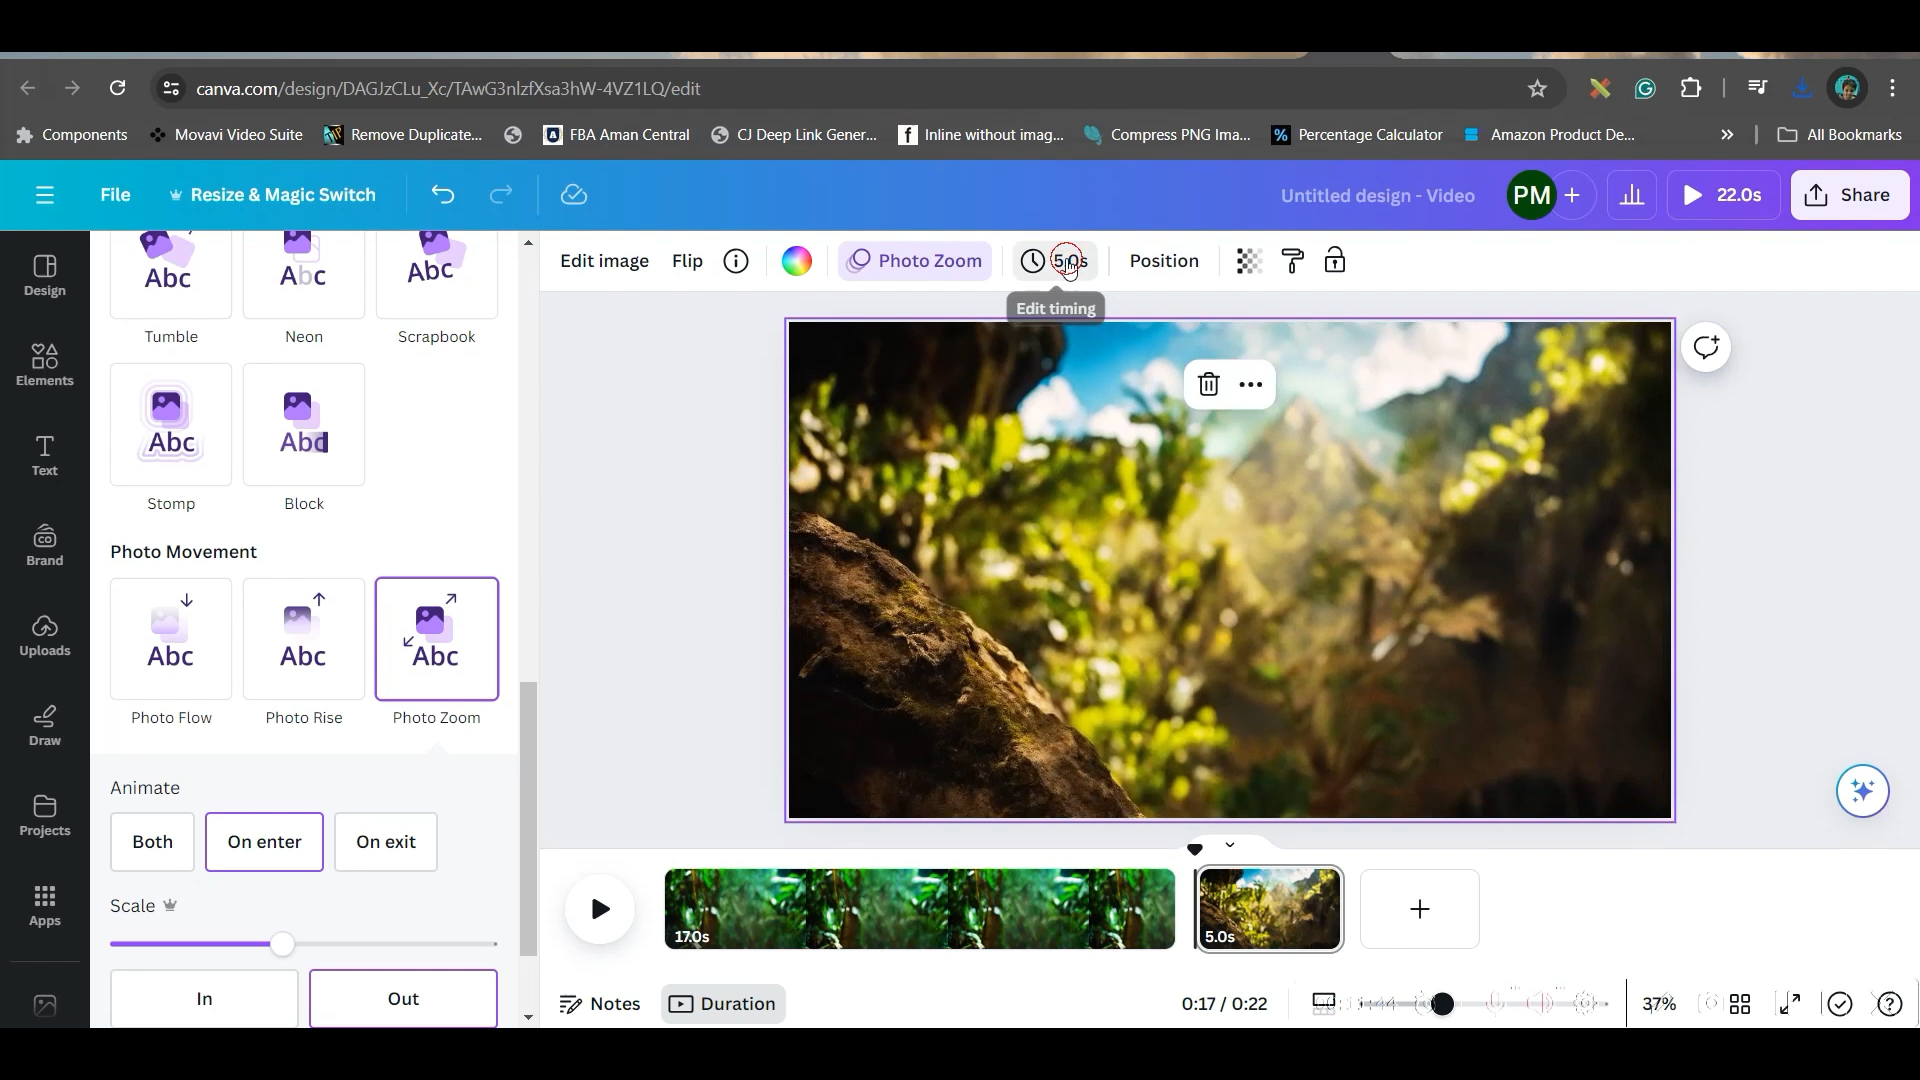 canva.com/design/DAGJzCLu_Xc/TAwG3nlzfXsa3hW-4VZ1LQ/edit
Components
Movavi Video Suite
Remove Duplicate...
FBA Aman Central
CJ Deep Link Gener...
Inline without imag...
Compress PNG Ima...
Percentage Calculator
Amazon Product De...
All Bookmarks
File
Resize & Magic Switch
Untitled design - Video
PM
22.0s
Share
Design
Elements
Text
Brand
Uploads
Draw
Projects
Apps
Abc
Abc
Abc
Tumble
Neon
Scrapbook
Abc
Abc
Stomp
Block
Photo Movement
Abc
Abc
Abc
Photo Flow
Photo Rise
Photo Zoom
Animate
Both
On enter
On exit
Scale
In
Out
Edit image
Flip
Photo Zoom
5.0s
Position
Edit timing
17.0s
5.0s
Notes
Duration
0:17 / 0:22
37%